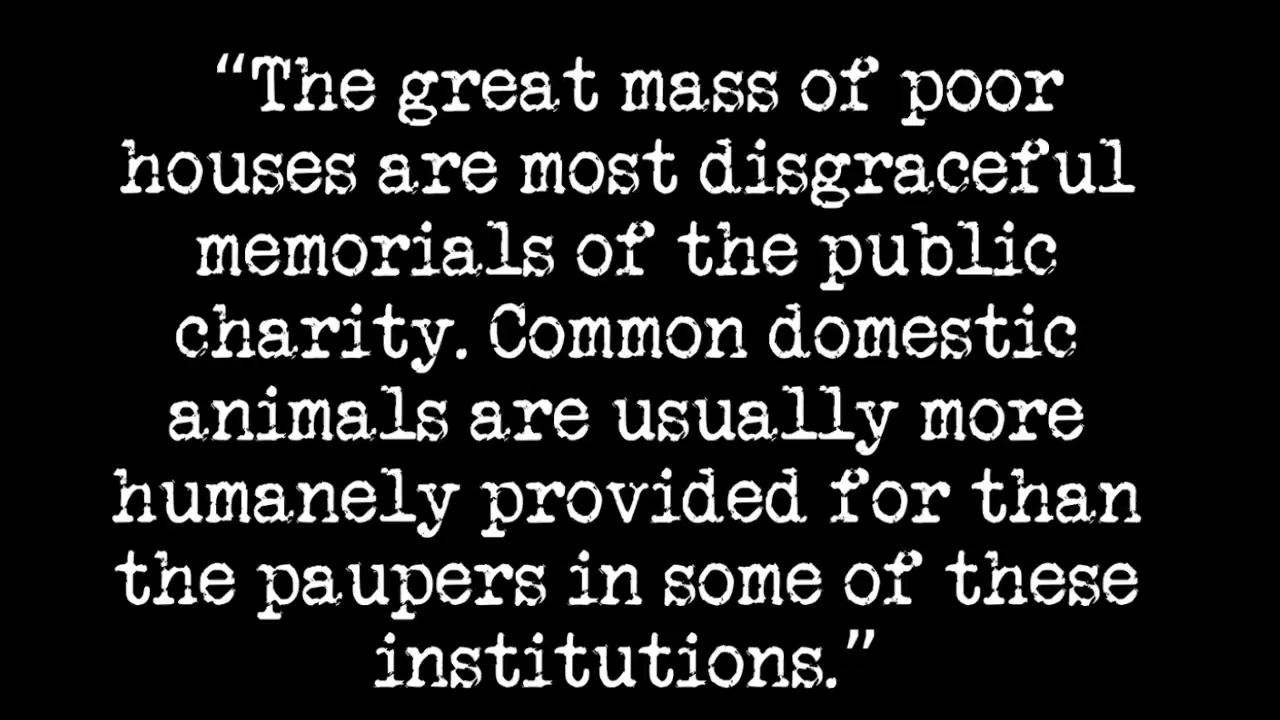 “The great mass of poor
houses are most disgraceful
memorials of the public
charity. Common domestic
animals are usually more
humanely provided for than
the paupers in some of these
institutions.”